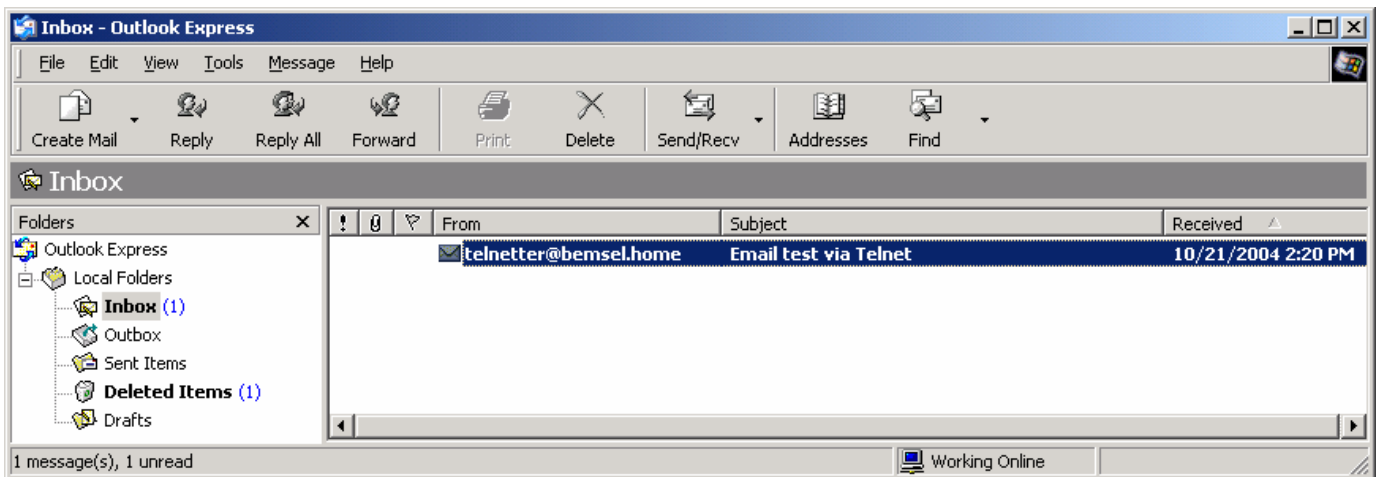 Inbox - Outlook Express
File Edit View Tools Message Help
Create Mail Reply Reply All Forward Print Delete Send/Recv Addresses Find
Inbox
Folders
! From Subject Received
Outlook Express
telnetter@bemsel.home Email test via Telnet 10/21/2004 2:20 PM
Local Folders
Inbox (1)
Outbox
Sent Items
Deleted Items (1)
Drafts
1 message(s), 1 unread Working Online